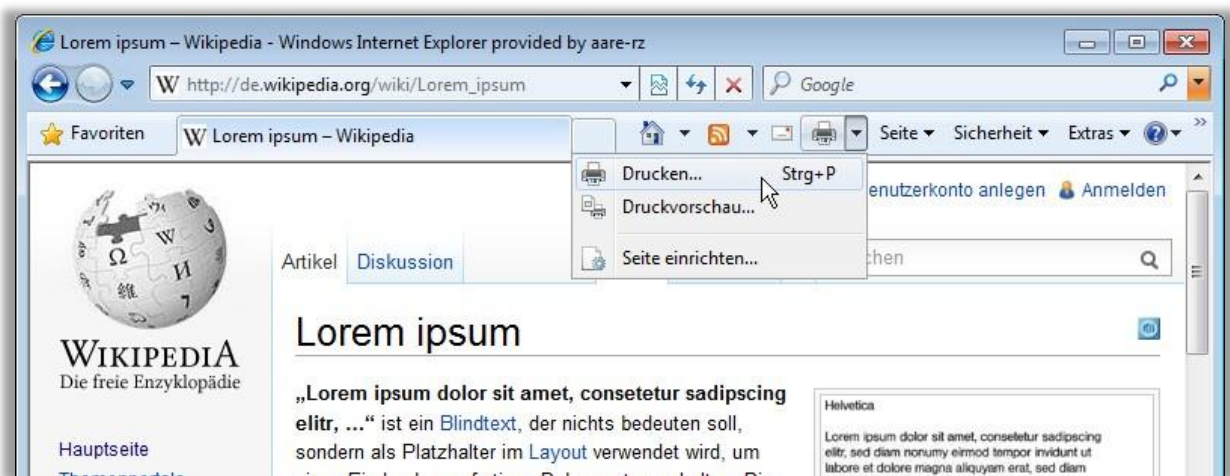 Lorem ipsum – Wikipedia - Windows Internet Explorer provided by aare-rz
W http://de.wikipedia.org/wiki/Lorem_ipsum Google
Favoriten W Lorem ipsum – Wikipedia Seite Sicherheit Extras
Drucken... Strg+P
Druckvorschau...
Seite einrichten...
enutzerkonto anlegen Anmelden
Artikel Diskussion chen
Ω W И
維 7
WIKIPEDIA
Die freie Enzyklopädie
Hauptseite
Lorem ipsum
„Lorem ipsum dolor sit amet, consetetur sadipscing
elitr, …“ ist ein Blindtext, der nichts bedeuten soll,
sondern als Platzhalter im Layout verwendet wird, um
Helvetica
Lorem ipsum dolor sit amet, consetetur sadipscing
elitr, sed diam nonumy eirmod tempor invidunt ut
labore et dolore magna aliquyam erat, sed diam